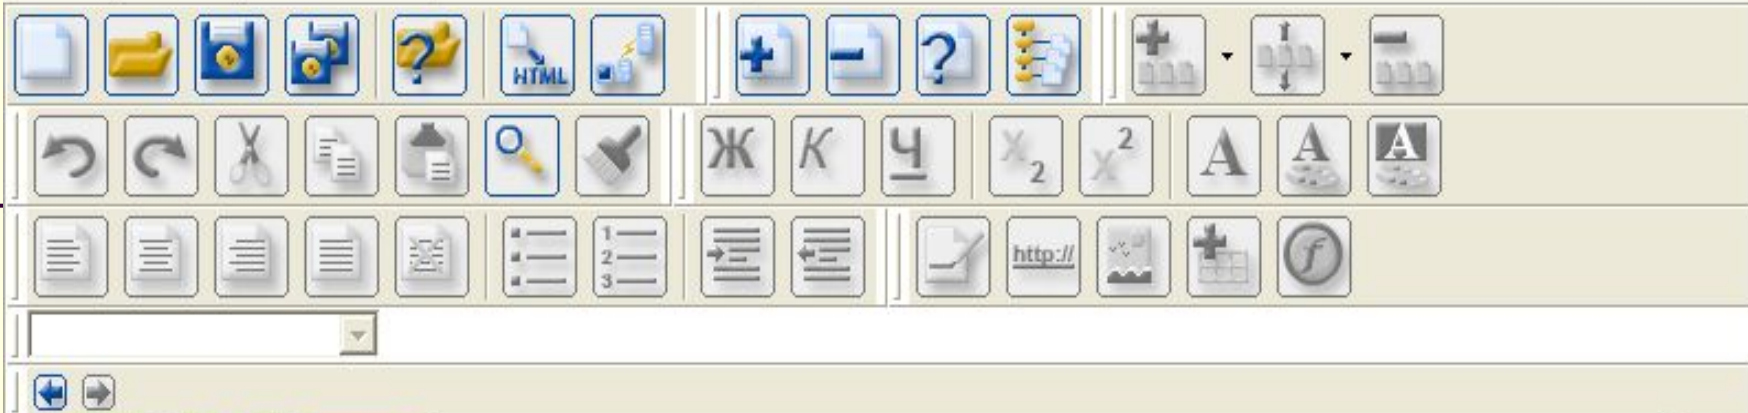 ? HTML ?
Ж К Ч X2 X2 A A A
1 2 3 http:// f